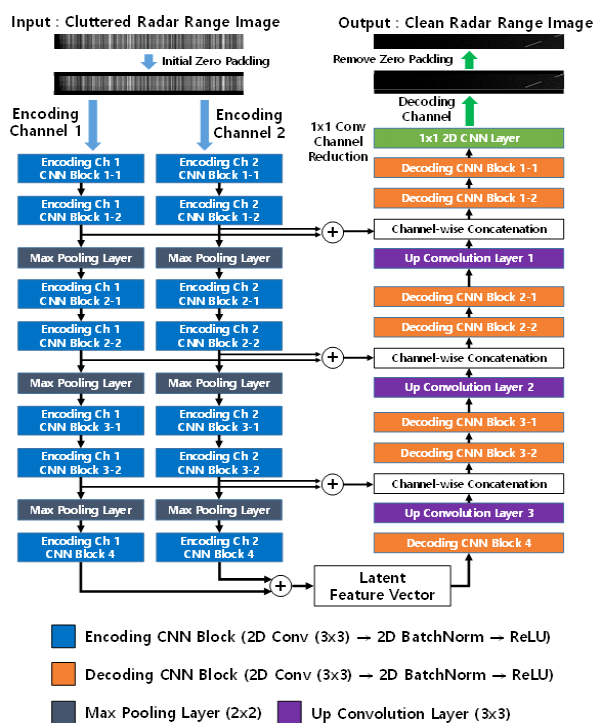 Input : Cluttered Radar Range Image
Initial Zero Padding
Encoding
Channel 1
Encoding
Channel 2
Encoding Ch 1
CNN Block 1-1
Encoding Ch 1
CNN Block 1-2
Max Pooling Layer
Encoding Ch 1
CNN Block 2-1
Encoding Ch 1
CNN Block 2-2
Max Pooling Layer
Encoding Ch 1
CNN Block 3-1
Encoding Ch 1
CNN Block 3-2
Max Pooling Layer
Encoding Ch 1
CNN Block 4
Encoding Ch 2
CNN Block 1-1
Encoding Ch 2
CNN Block 1-2
Max Pooling Layer
Encoding Ch 2
CNN Block 2-1
Encoding Ch 2
CNN Block 2-2
Max Pooling Layer
Encoding Ch 2
CNN Block 3-1
Encoding Ch 2
CNN Block 3-2
Max Pooling Layer
Encoding Ch 2
CNN Block 4
+
+
+
+
Latent
Feature Vector
Output : Clean Radar Range Image
Remove Zero Padding
Decoding
Channel
1x1 Conv
Channel
Reduction
1x1 2D CNN Layer
Decoding CNN Block 1-1
Decoding CNN Block 1-2
Channel-wise Concatenation
Up Convolution Layer 1
Decoding CNN Block 2-1
Decoding CNN Block 2-2
Channel-wise Concatenation
Up Convolution Layer 2
Decoding CNN Block 3-1
Decoding CNN Block 3-2
Channel-wise Concatenation
Up Convolution Layer 3
Decoding CNN Block 4
Encoding CNN Block (2D Conv (3x3) → 2D BatchNorm → ReLU)
Decoding CNN Block (2D Conv (3x3) → 2D BatchNorm → ReLU)
Max Pooling Layer (2x2)
Up Convolution Layer (3x3)